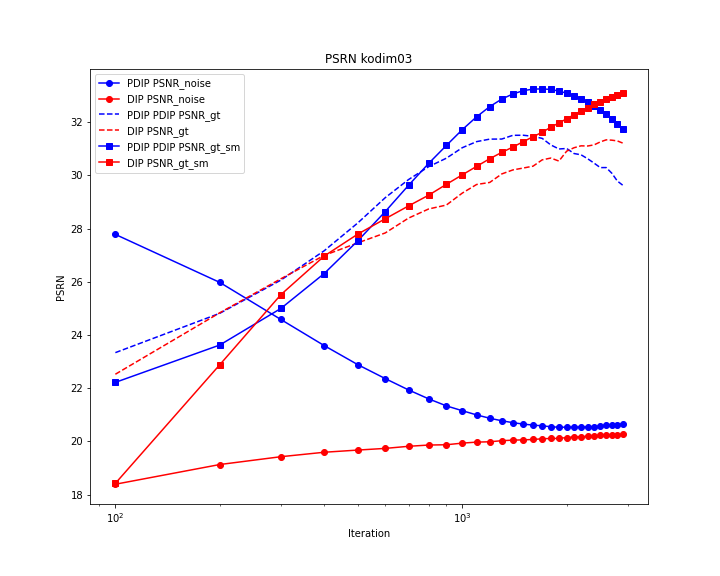 PSRN kodim03
PDIP PSNR_noise
DIP PSNR_noise
PDIP PDIP PSNR_gt
DIP PSNR_gt
PDIP PDIP PSNR_gt_sm
DIP PSNR_gt_sm
32
30
28
26
24
22
20
18
PSRN
10²
10³
Iteration